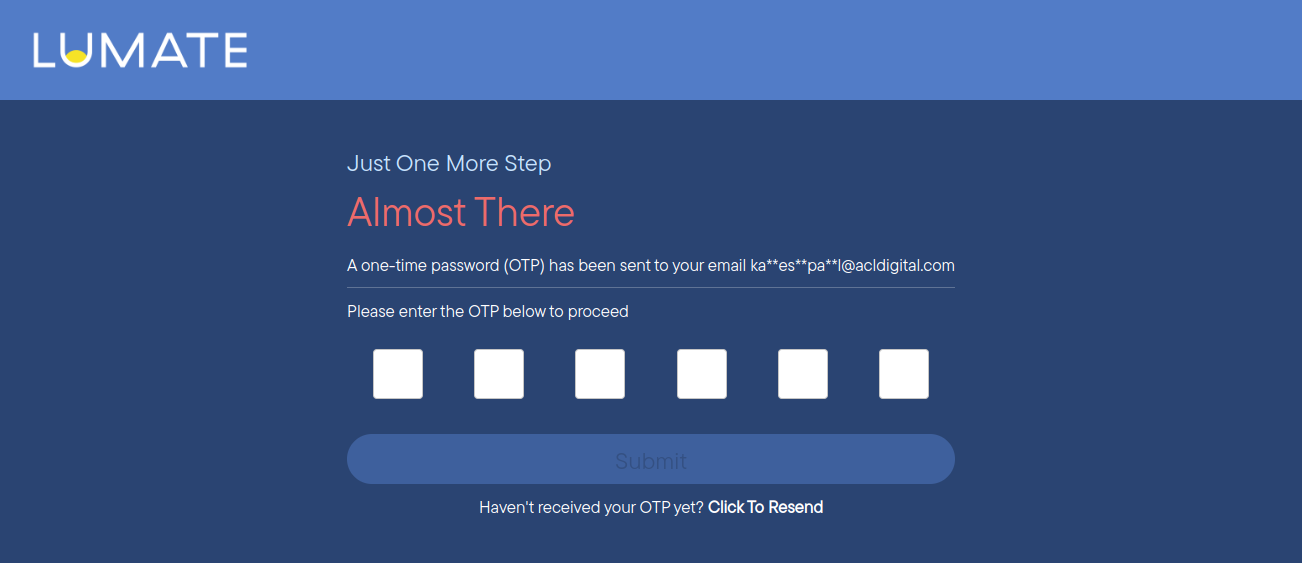 LUMATE
Just One More Step
Almost There
A one-time password (OTP) has been sent to your email ka**es**pa**l@acldigital.com
Please enter the OTP below to proceed
Submit
Haven't received your OTP yet? Click To Resend